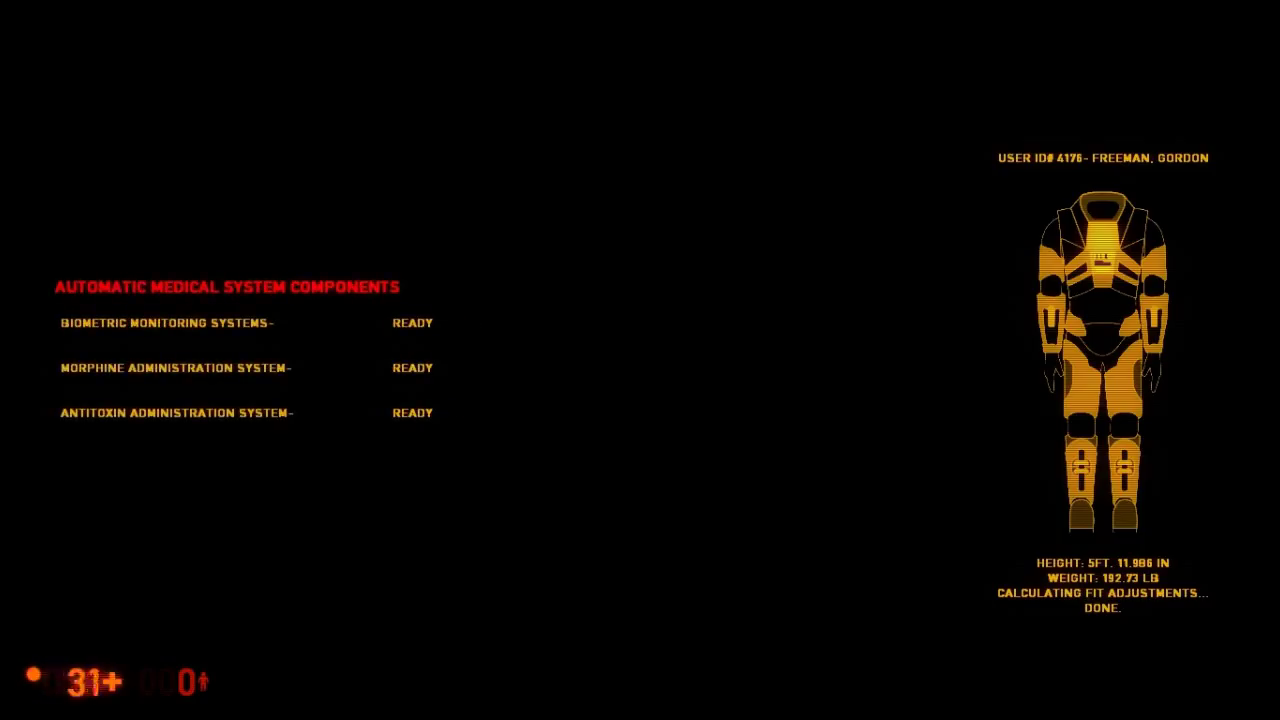 USER ID# 4176- FREEMAN, GORDON
AUTOMATIC MEDICAL SYSTEM COMPONENTS
BIOMETRIC MONITORING SYSTEMS- READY
MORPHINE ADMINISTRATION SYSTEM- READY
ANTITOXIN ADMINISTRATION SYSTEM- READY
HEIGHT: 5FT. 11.986 IN
WEIGHT: 192.73 LB
CALCULATING FIT ADJUSTMENTS...
DONE.
31+ 0